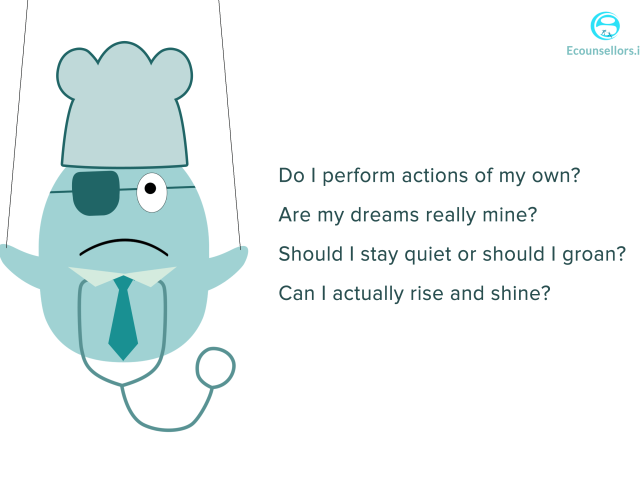 Ecounsellors.i
Do I perform actions of my own?
Are my dreams really mine?
Should I stay quiet or should I groan?
Can I actually rise and shine?